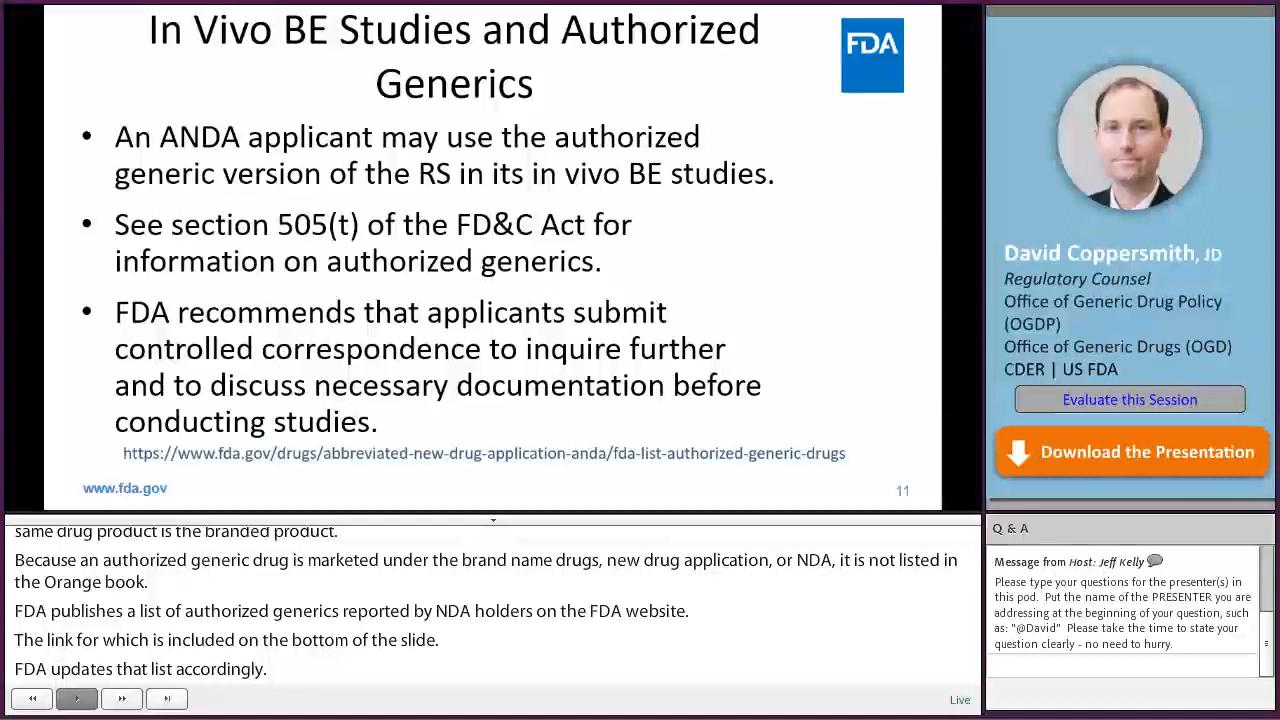 In Vivo BE Studies and Authorized
Generics
FDA
• An ANDA applicant may use the authorized
generic version of the RS in its in vivo BE studies.
• See section 505(t) of the FD&C Act for
information on authorized generics.
• FDA recommends that applicants submit
controlled correspondence to inquire further
and to discuss necessary documentation before
conducting studies.
https://www.fda.gov/drugs/abbreviated-new-drug-application-anda/fda-list-authorized-generic-drugs
www.fda.gov
11
David Coppersmith, JD
Regulatory Counsel
Office of Generic Drug Policy
(OGDP)
Office of Generic Drugs (OGD)
CDER | US FDA
Evaluate this Session
Download the Presentation
same drug product is the branded product.
Because an authorized generic drug is marketed under the brand name drugs, new drug application, or NDA, it is not listed in
the Orange book.
FDA publishes a list of authorized generics reported by NDA holders on the FDA website.
The link for which is included on the bottom of the slide.
FDA updates that list accordingly.
Live
Q & A
Message from Host: Jeff Kelly
Please type your questions for the presenter(s) in
this pod. Put the name of the PRESENTER you are
addressing at the beginning of your question, such
as: "@David" Please take the time to state your
question clearly - no need to hurry.